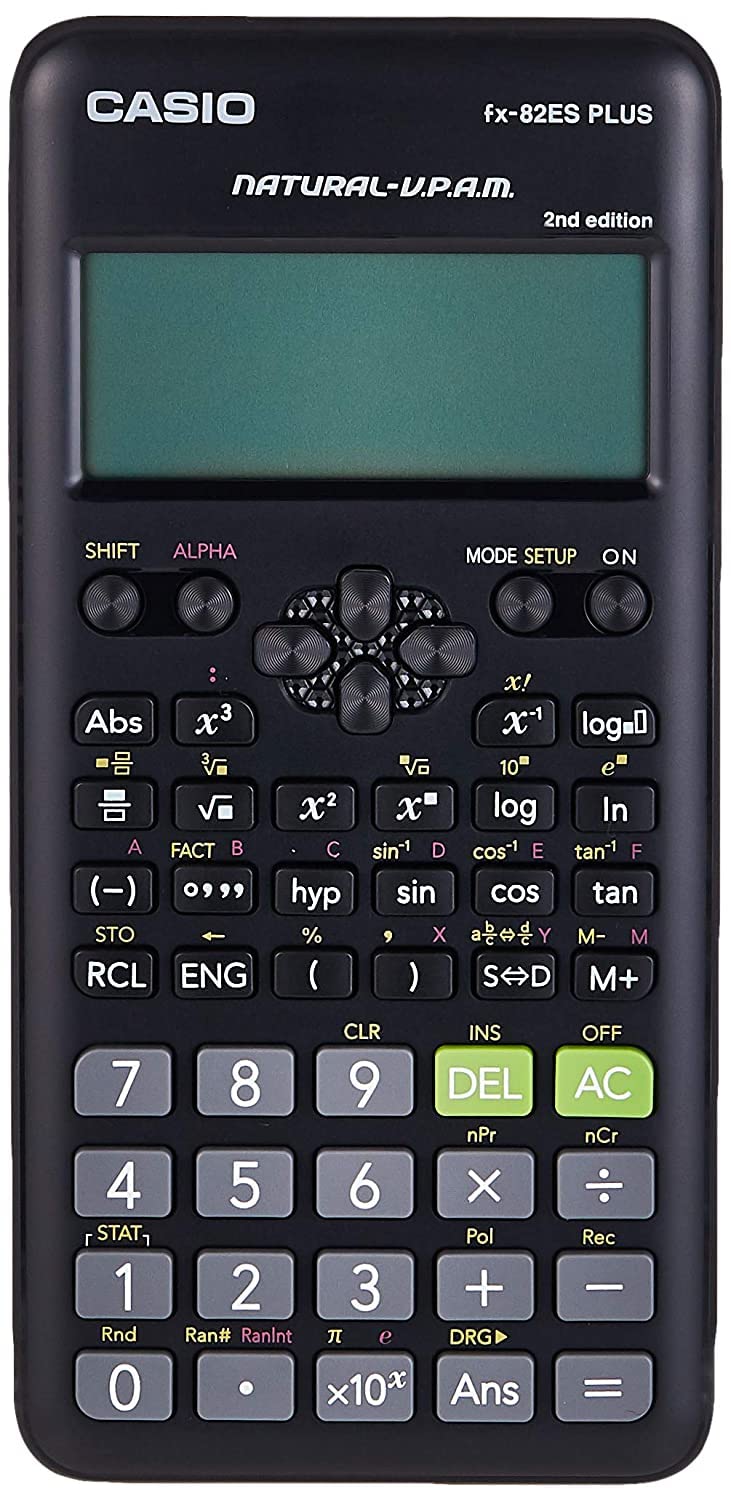 CASIO fx-82ES PLUS
NATURAL-V.P.A.M.
2nd edition
SHIFT ALPHA MODE SETUP ON
: x!
Abs x³ x⁻¹ log■▯
■⊟ ³√■ ■√▯ 10■ e■
⊟ √■ x² x■ log ln
A FACT B C sin⁻¹ D cos⁻¹ E tan⁻¹ F
(−) °,,, hyp sin cos tan
STO ← % , X a b/c⇔d/c Y M− M
RCL ENG ( ) S⇔D M+
CLR INS OFF
7 8 9 DEL AC
nPr nCr
4 5 6 × ÷
STAT Pol Rec
1 2 3 + −
Rnd Ran# RanInt π e DRG▶
0 . ×10ˣ Ans =